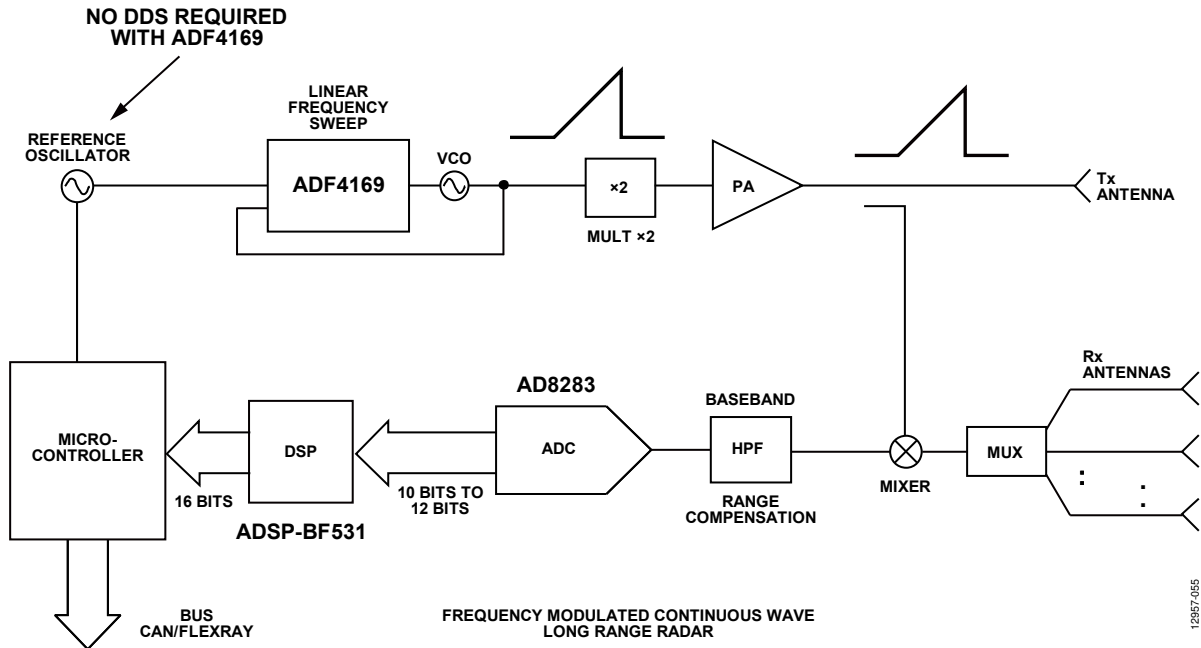 NO DDS REQUIRED
WITH ADF4169
LINEAR
FREQUENCY
SWEEP
REFERENCE
OSCILLATOR
ADF4169
VCO
×2
MULT ×2
PA
Tx
ANTENNA
MICRO-
CONTROLLER
16 BITS
DSP
ADSP-BF531
10 BITS TO
12 BITS
AD8283
ADC
BASEBAND
HPF
RANGE
COMPENSATION
MIXER
MUX
Rx
ANTENNAS
BUS
CAN/FLEXRAY
FREQUENCY MODULATED CONTINUOUS WAVE
LONG RANGE RADAR
12957-055